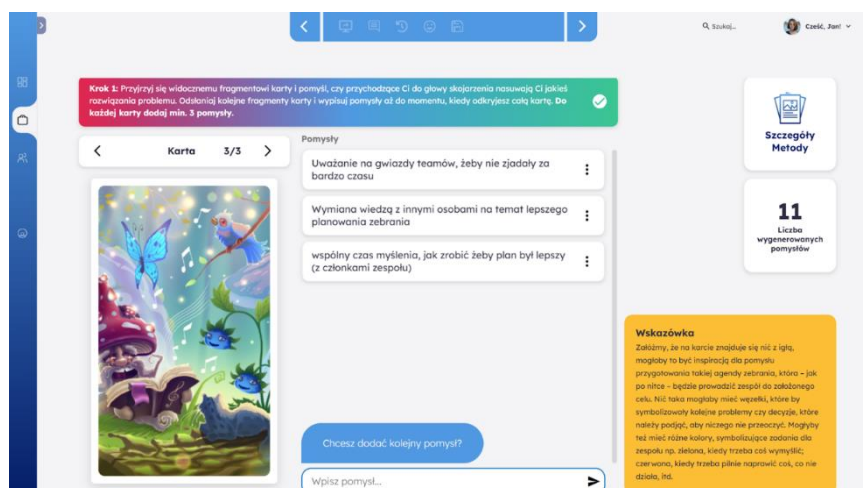 Szukaj...
Cześć, Jan!
Krok 1: Przyjrzyj się widocznemu fragmentowi karty i pomyśl, czy przychodzące Ci do głowy skojarzenia nasuwają Ci jakieś
rozwiązania problemu. Odsłaniaj kolejne fragmenty karty i wypisuj pomysły aż do momentu, kiedy odkryjesz całą kartę. Do
każdej karty dodaj min. 3 pomysły.
Karta 3/3
Pomysły
Uważanie na gwiazdy teamów, żeby nie zjadały za
bardzo czasu
Wymiana wiedzą z innymi osobami na temat lepszego
planowania zebrania
wspólny czas myślenia, jak zrobić żeby plan był lepszy
(z członkami zespołu)
Chcesz dodać kolejny pomysł?
Wpisz pomysł...
Szczegóły
Metody
11
Liczba
wygenerowanych
pomysłów
Wskazówka
Załóżmy, że na karcie znajduje się nić z igłą,
mogłoby to być inspiracją dla pomysłu
przygotowania takiej agendy zebrania, która – jak
po nitce – będzie prowadzić zespół do założonego
celu. Nić taka mogłaby mieć węzełki, które by
symbolizowały kolejne problemy czy decyzje, które
należy podjąć, aby niczego nie przeoczyć. Mogłyby
też mieć różne kolory, symbolizujące zadania dla
zespołu np. zielona, kiedy trzeba coś wymyślić;
czerwona, kiedy trzeba pilnie naprawić coś, co nie
działa, itd.